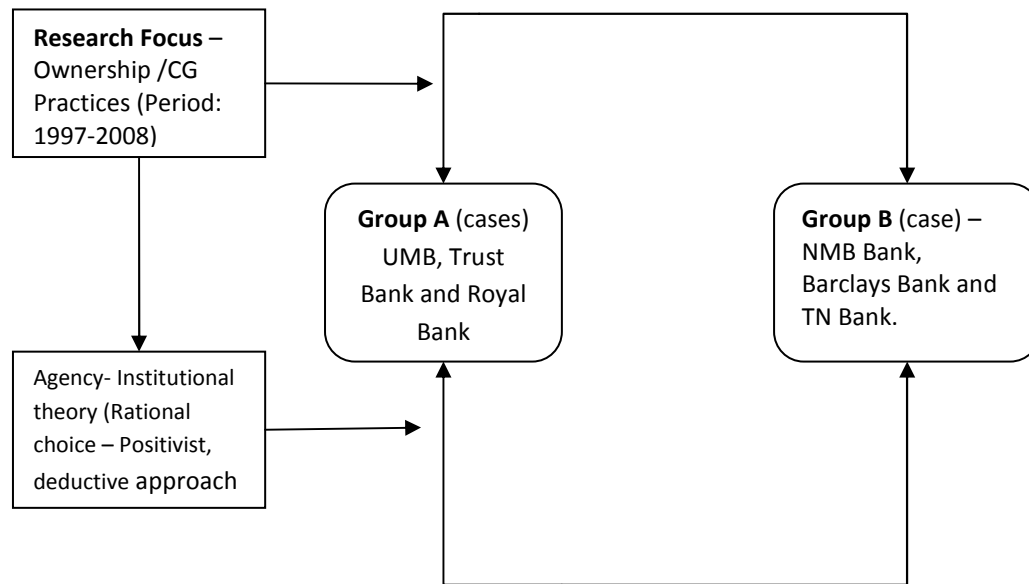 Research Focus –
Ownership /CG
Practices (Period:
1997-2008)
Group A (cases)
UMB, Trust
Bank and Royal
Bank
Group B (case) –
NMB Bank,
Barclays Bank and
TN Bank.
Agency- Institutional
theory (Rational
choice – Positivist,
deductive approach